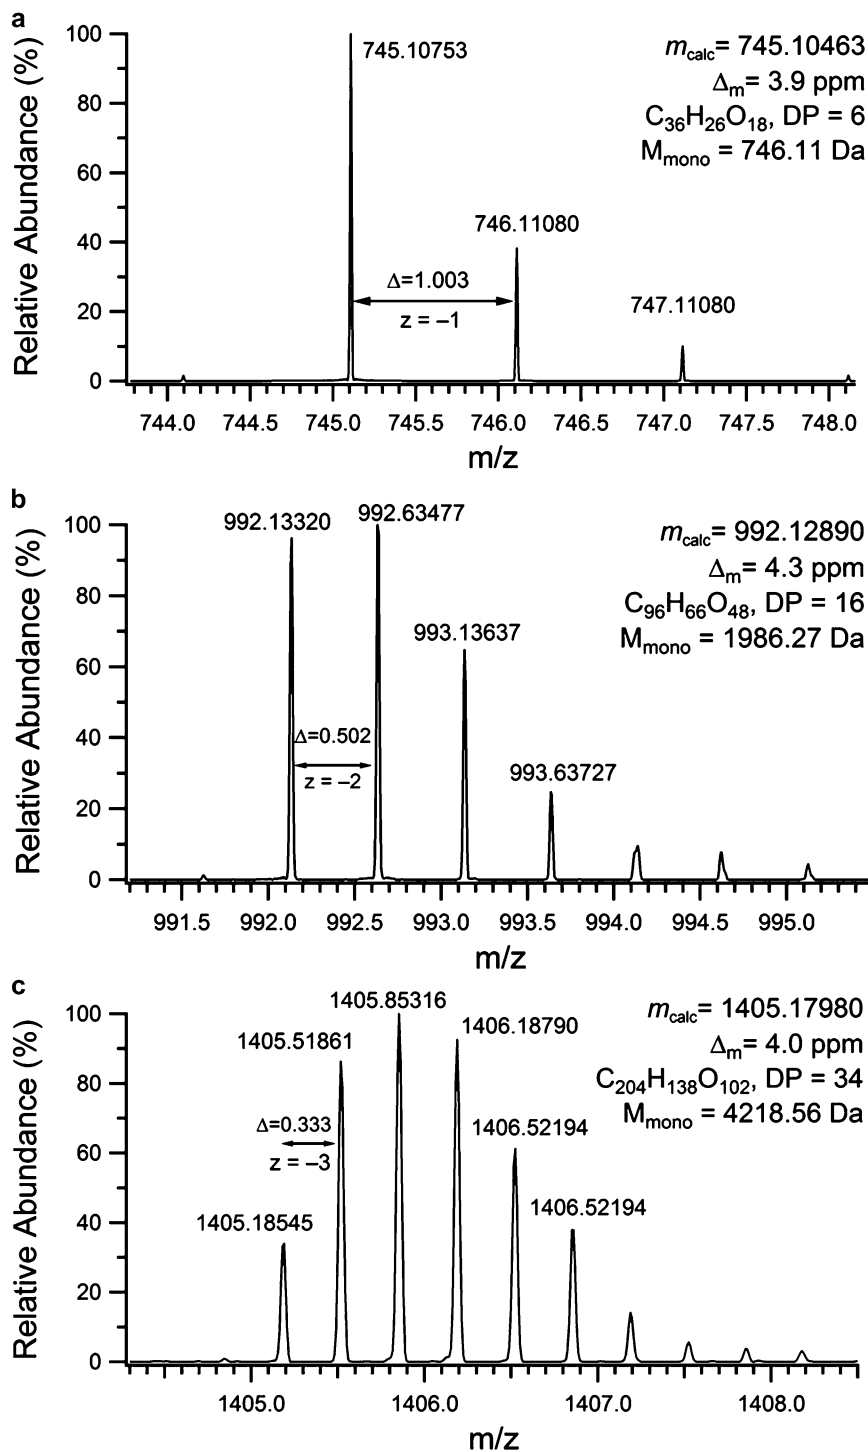 a
Relative Abundance (%)
100
80
60
40
20
0
745.10753
746.11080
747.11080
Δ=1.003
z = –1
m_calc= 745.10463
Δ_m= 3.9 ppm
C₃₆H₂₆O₁₈, DP = 6
M_mono = 746.11 Da
744.0 744.5 745.0 745.5 746.0 746.5 747.0 747.5 748.0
m/z
b
Relative Abundance (%)
100
80
60
40
20
0
992.13320
992.63477
993.13637
993.63727
Δ=0.502
z = –2
m_calc= 992.12890
Δ_m= 4.3 ppm
C₉₆H₆₆O₄₈, DP = 16
M_mono = 1986.27 Da
991.5 992.0 992.5 993.0 993.5 994.0 994.5 995.0
m/z
c
Relative Abundance (%)
100
80
60
40
20
0
1405.18545
1405.51861
1405.85316
1406.18790
1406.52194
1406.52194
Δ=0.333
z = –3
m_calc= 1405.17980
Δ_m= 4.0 ppm
C₂₀₄H₁₃₈O₁₀₂, DP = 34
M_mono = 4218.56 Da
1405.0 1406.0 1407.0 1408.0
m/z